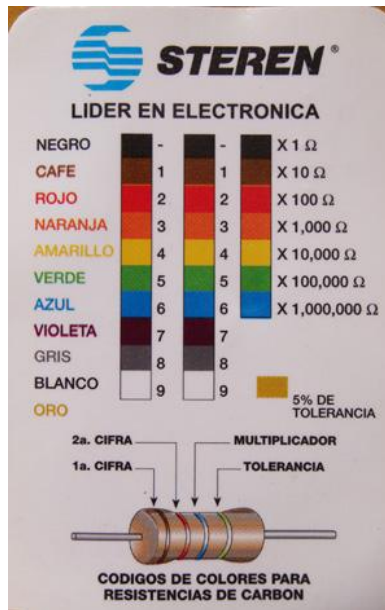 STEREN®
LIDER EN ELECTRONICA
NEGRO - - X 1 Ω
CAFE 1 1 X 10 Ω
ROJO 2 2 X 100 Ω
NARANJA 3 3 X 1,000 Ω
AMARILLO 4 4 X 10,000 Ω
VERDE 5 5 X 100,000 Ω
AZUL 6 6 X 1,000,000 Ω
VIOLETA 7 7
GRIS 8 8
BLANCO 9 9
ORO
5% DE
TOLERANCIA
2a. CIFRA MULTIPLICADOR
1a. CIFRA TOLERANCIA
CODIGOS DE COLORES PARA
RESISTENCIAS DE CARBON